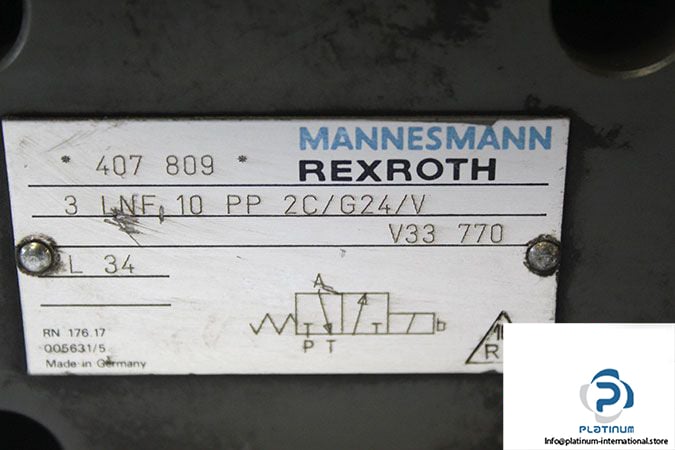 MANNESMANN
REXROTH
* 407 809 *
3 LNF 10 PP 2C/G24/V
V33 770
L 34
A
T T b
P T
RN 176.17
005631/5
Made in Germany
R
P
PLATINUM
Info@platinum-international.store